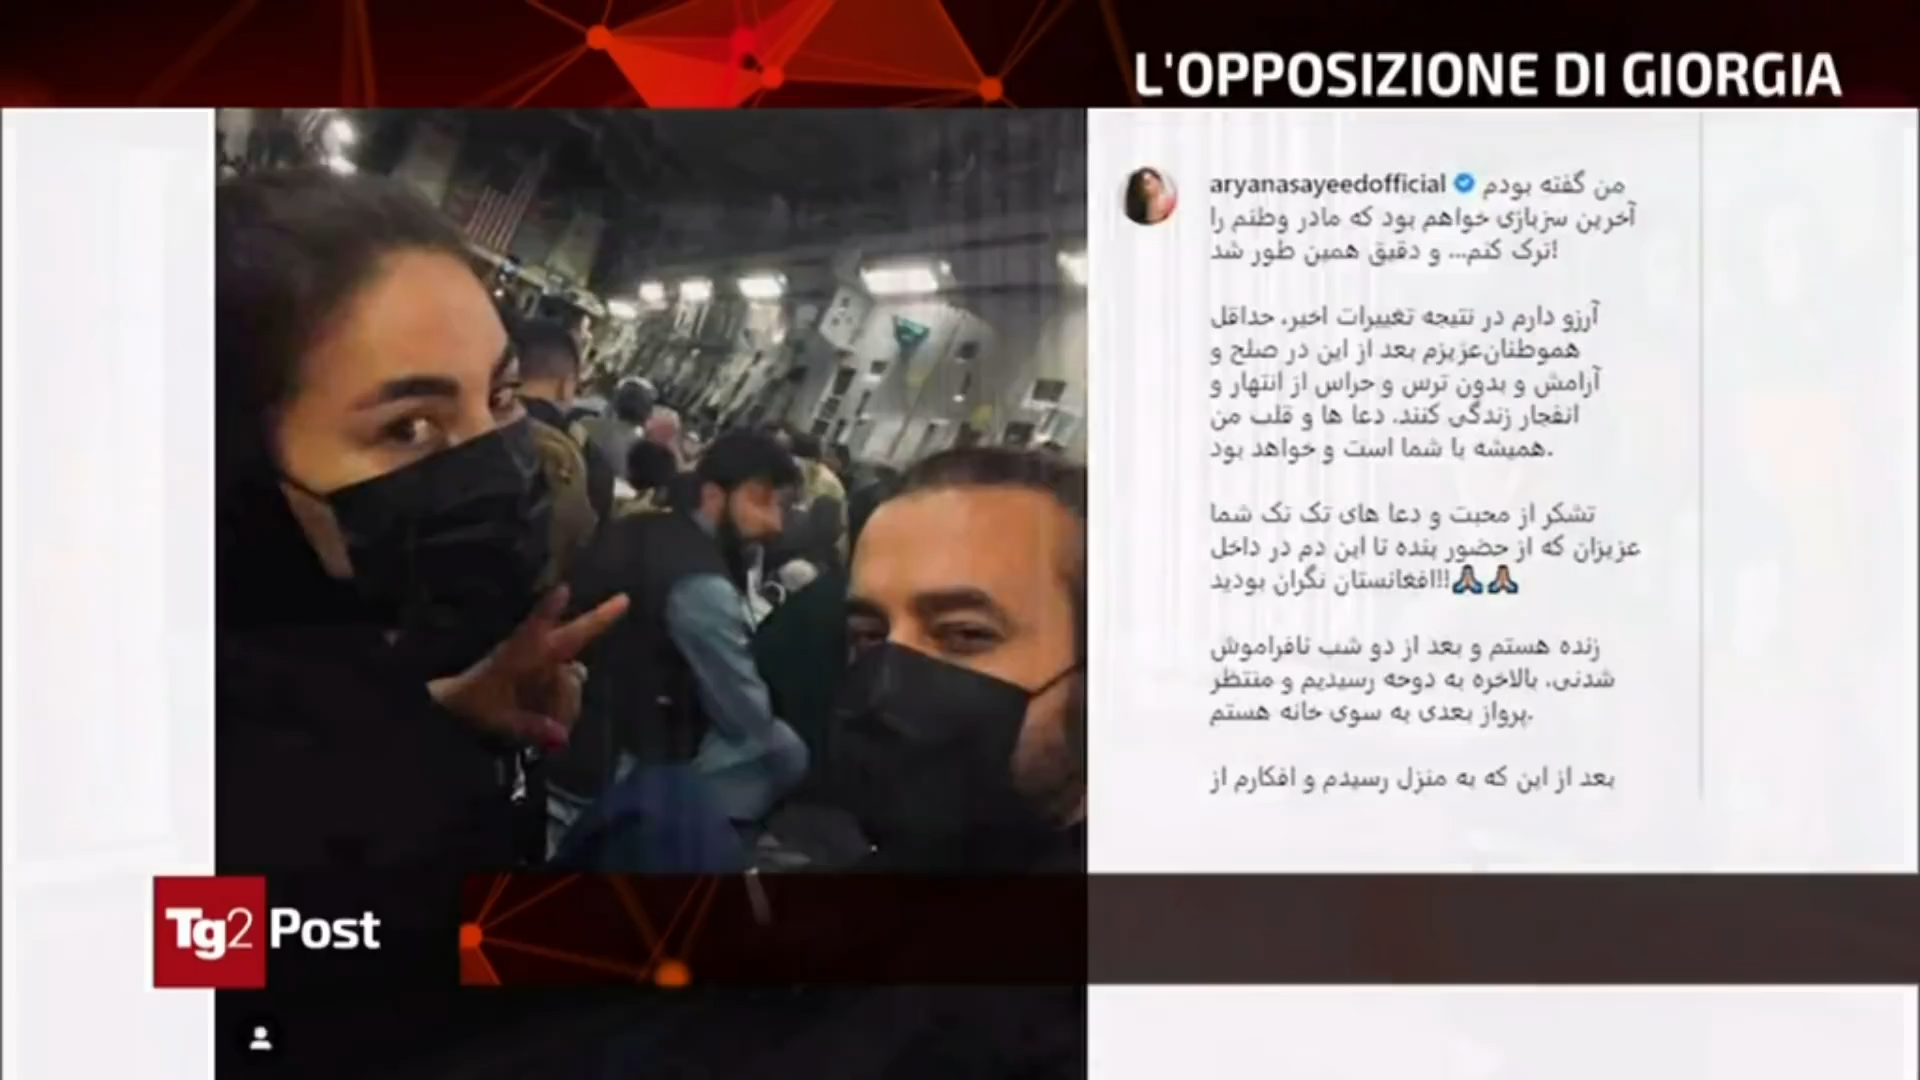 L'OPPOSIZIONE DI GIORGIA
aryanasayeedofficial من گفته بودم
آخرین سربازی خواهم بود که مادر وطنم را
ترک کنم... و دقیق همین طور شد!
آرزو دارم در نتیجه تغییرات اخیر، حداقل
هموطنان‌عزیزم بعد از این در صلح و
آرامش و بدون ترس و حراس از انتهار و
انفجار زندگی کنند. دعا ها و قلب من
همیشه با شما است و خواهد بود.
تشکر از محبت و دعا های تک تک شما
عزیزان که از حضور بنده تا این دم در داخل
افغانستان نگران بودید!!🙏🏽🙏🏽
زنده هستم و بعد از دو شب نافراموش
شدنی، بالاخره به دوحه رسیدیم و منتظر
پرواز بعدی به سوی خانه هستم.
بعد از این که به منزل رسیدم و افکارم از
Tg2 Post